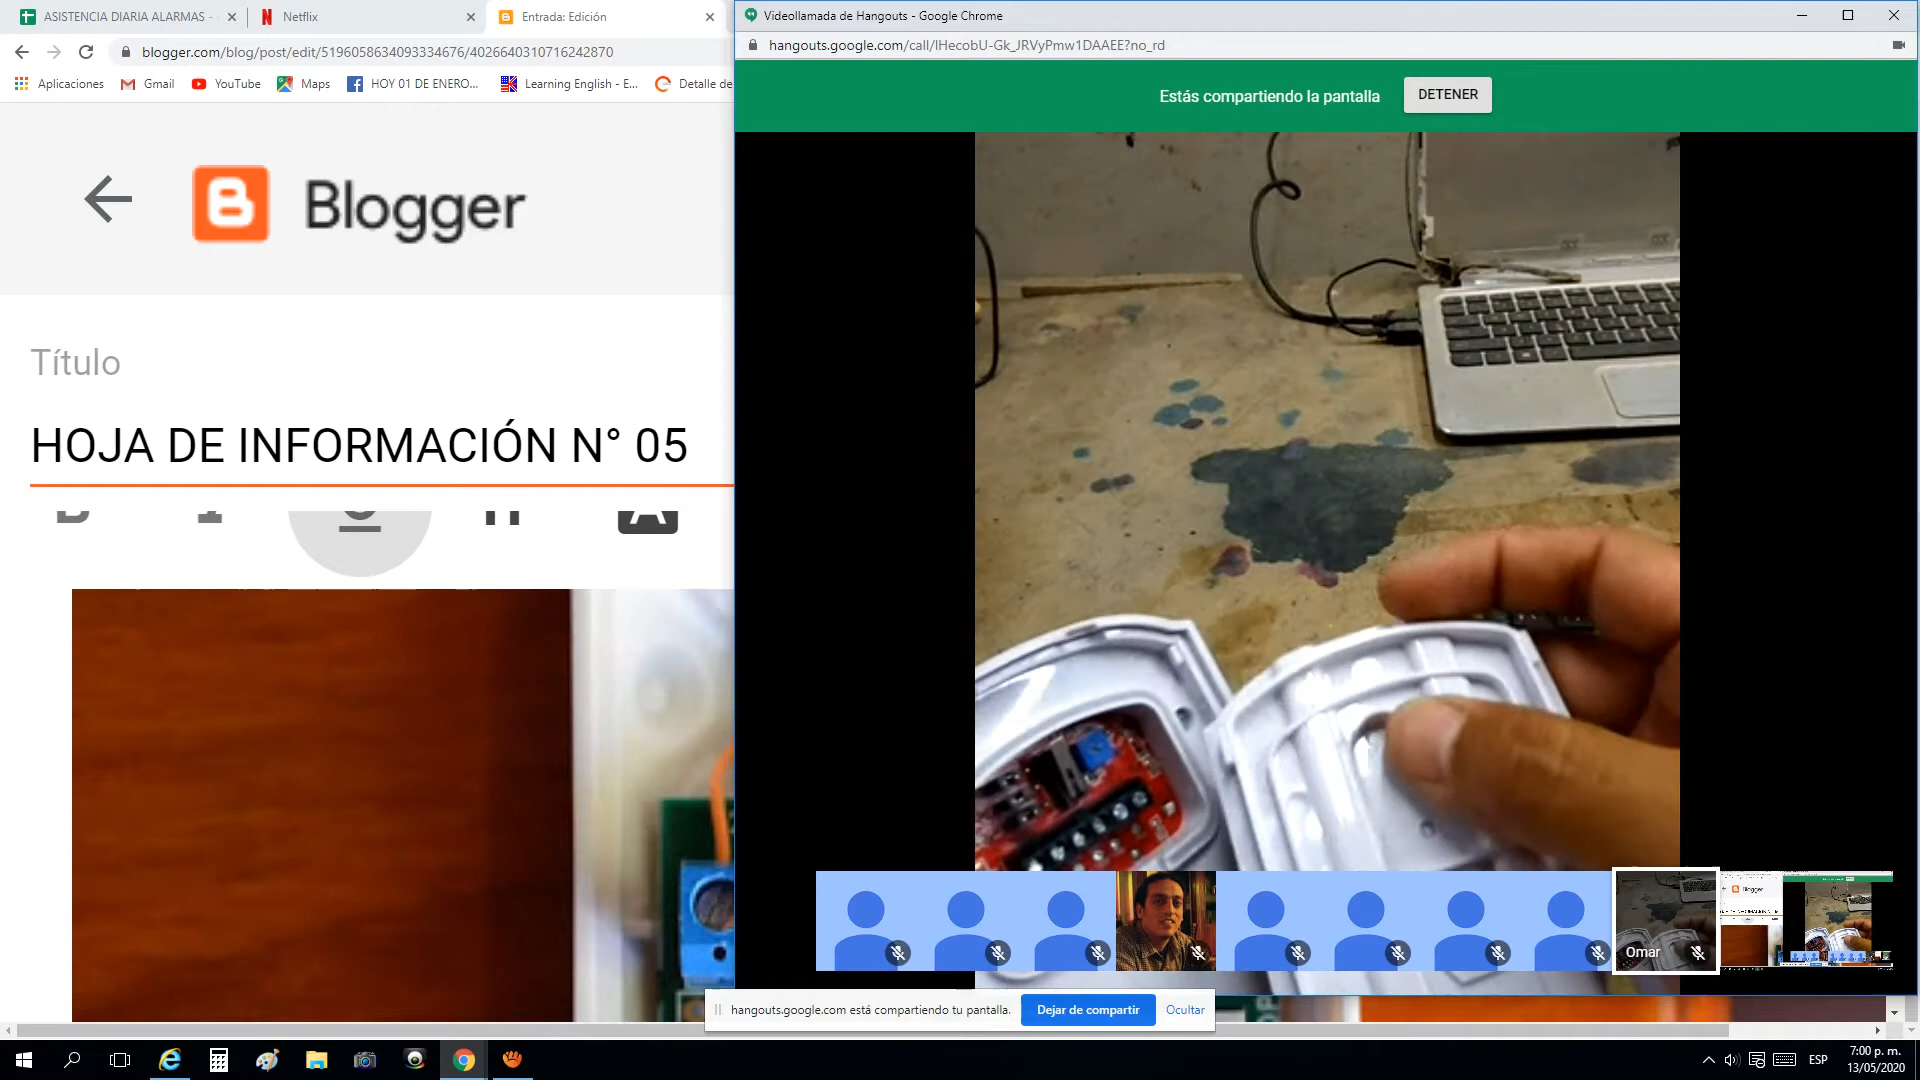 ASISTENCIA DIARIA ALARMAS -
Netflix
Entrada: Edición
blogger.com/blog/post/edit/5196058634093334676/4026640310716242870
Aplicaciones
Gmail
YouTube
Maps
HOY 01 DE ENERO...
Learning English - E...
Detalle de
Blogger
Título
HOJA DE INFORMACIÓN N° 05
Videollamada de Hangouts - Google Chrome
hangouts.google.com/call/lHecobU-Gk_JRVyPmw1DAAEE?no_rd
Estás compartiendo la pantalla
DETENER
Omar
Blogger
hangouts.google.com está compartiendo tu pantalla.
Dejar de compartir
Ocultar
ESP
7:00 p. m.
13/05/2020